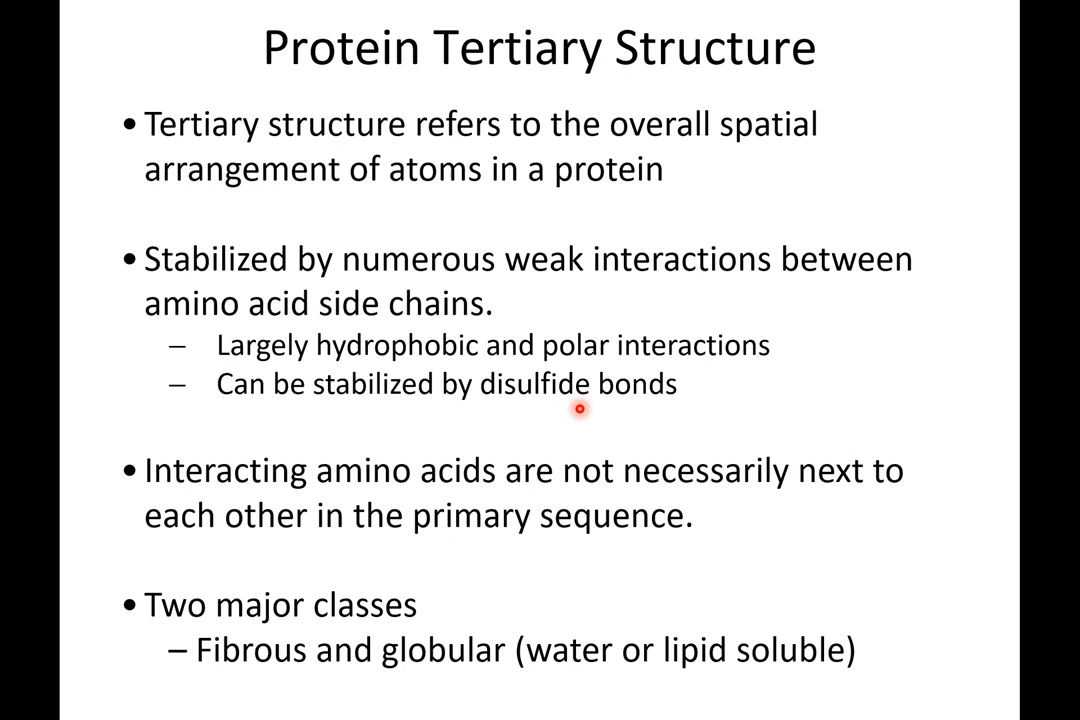 Protein Tertiary Structure
•Tertiary structure refers to the overall spatial
arrangement of atoms in a protein
•Stabilized by numerous weak interactions between
amino acid side chains.
– Largely hydrophobic and polar interactions
– Can be stabilized by disulfide bonds
•Interacting amino acids are not necessarily next to
each other in the primary sequence.
•Two major classes
– Fibrous and globular (water or lipid soluble)